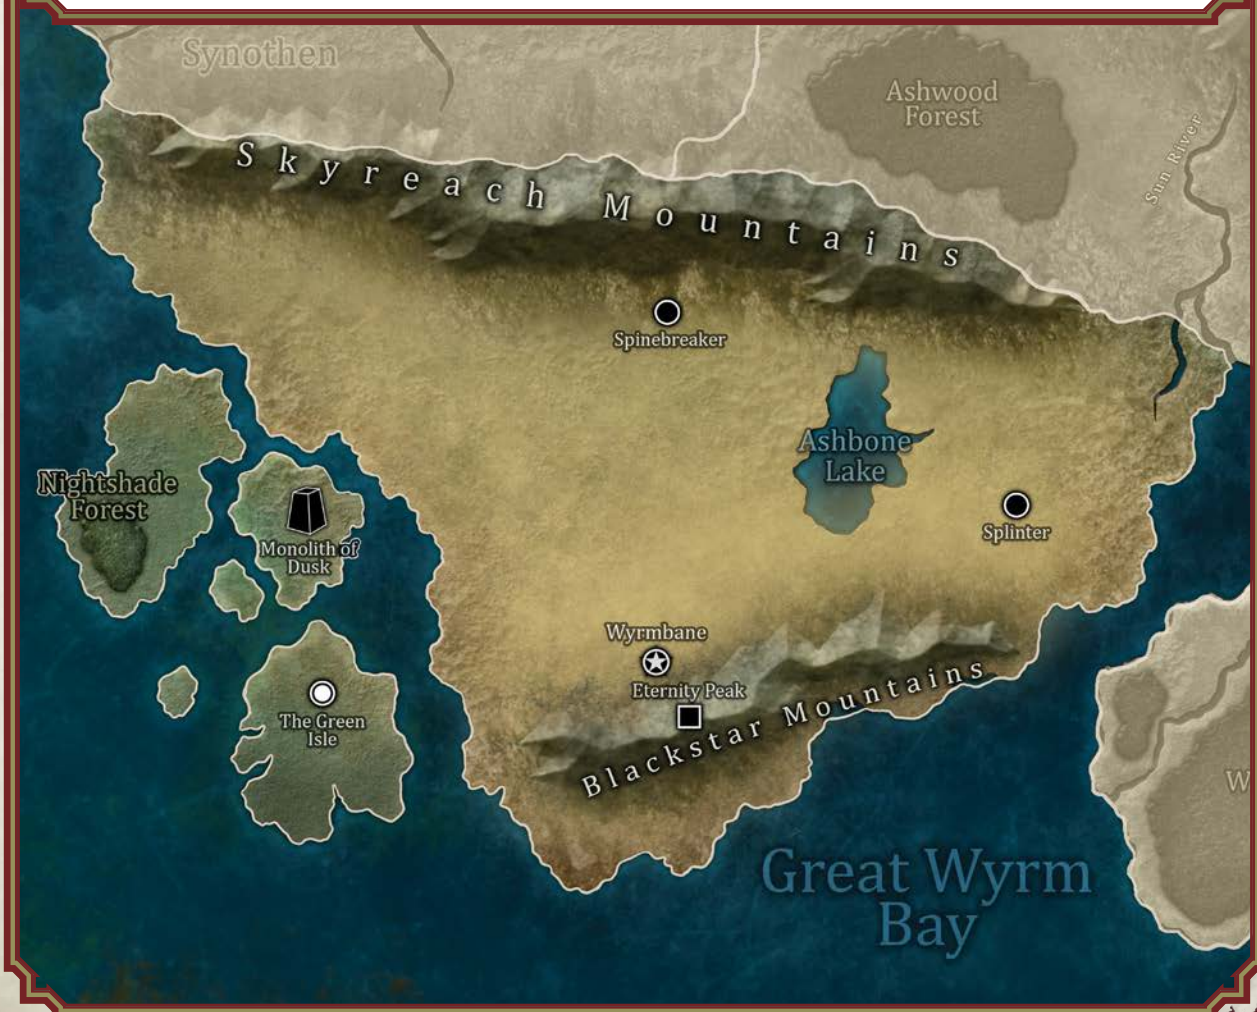 Synothen
Ashwood
Forest
Sun River
Skyreach Mountains
Spinebreaker
Ashbone
Lake
Nightshade
Forest
Splinter
Monolith of
Dusk
Wyrmbane
Eternity Peak
The Green
Isle
Blackstar Mountains
W
Great Wyrm
Bay